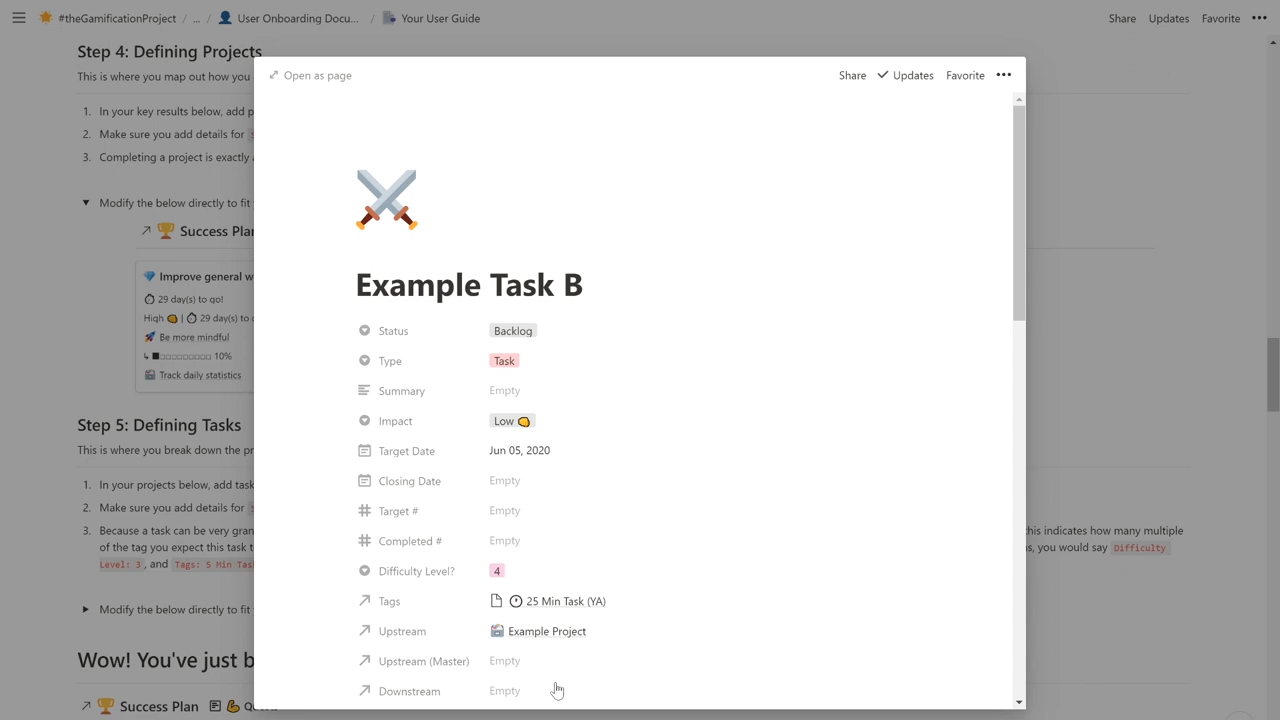 #theGamificationProject / ... / User Onboarding Docu... / Your User Guide
Share Updates Favorite •••
Step 4: Defining Projects
This is where you map out how you
1. In your key results below, add p
2. Make sure you add details for
3. Completing a project is exactly
Modify the below directly to fit
Success Plan
Improve general w
29 day(s) to go!
High | 29 day(s) to
Be more mindful
10%
Track daily statistics
Step 5: Defining Tasks
This is where you break down the pr
1. In your projects below, add task
2. Make sure you add details for
3. Because a task can be very gran
this indicates how many multiple
of the tag you expect this task t
s, you would say Difficulty
Level: 3, and Tags: 5 Min Tas
Modify the below directly to fit
Wow! You've just b
Success Plan
Open as page
Share Updates Favorite •••
Example Task B
Status Backlog
Type Task
Summary Empty
Impact Low
Target Date Jun 05, 2020
Closing Date Empty
Target # Empty
Completed # Empty
Difficulty Level? 4
Tags 25 Min Task (YA)
Upstream Example Project
Upstream (Master) Empty
Downstream Empty